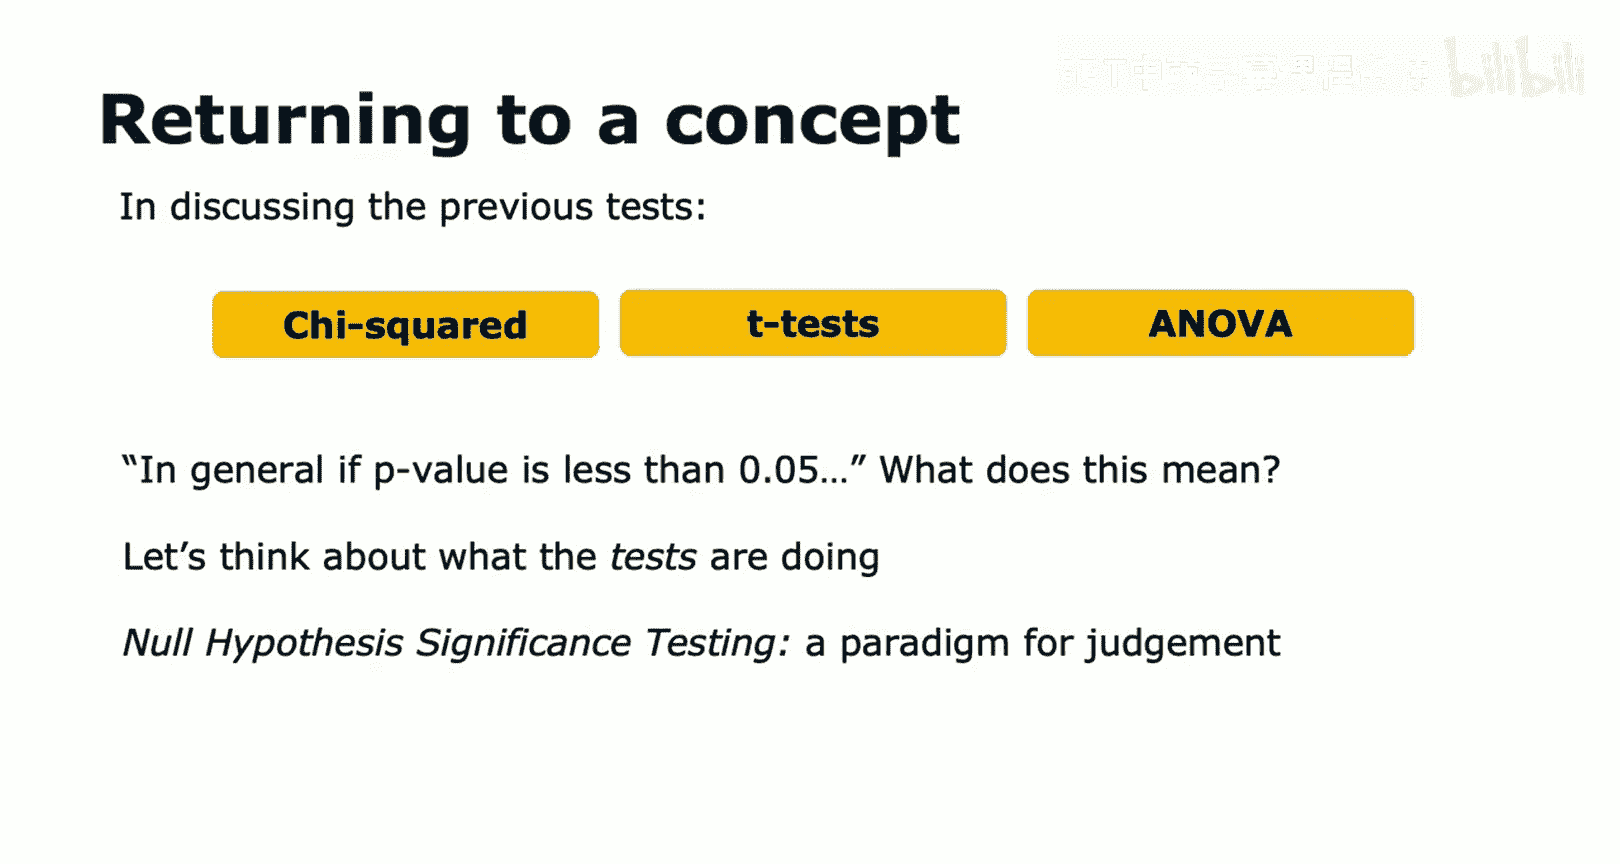 bilibili
Returning to a concept
In discussing the previous tests:
Chi-squared
t-tests
ANOVA
“In general if p-value is less than 0.05…” What does this mean?
Let’s think about what the tests are doing
Null Hypothesis Significance Testing: a paradigm for judgement